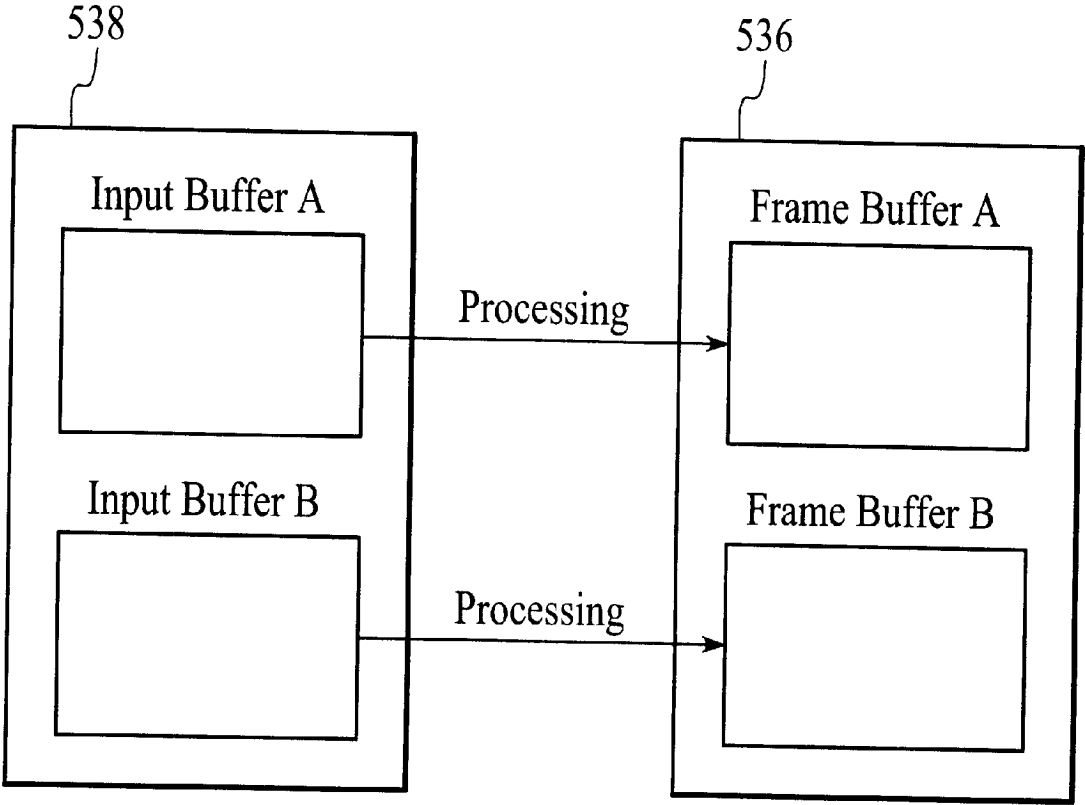 538
536
Input Buffer A
Frame Buffer A
Processing
Input Buffer B
Frame Buffer B
Processing